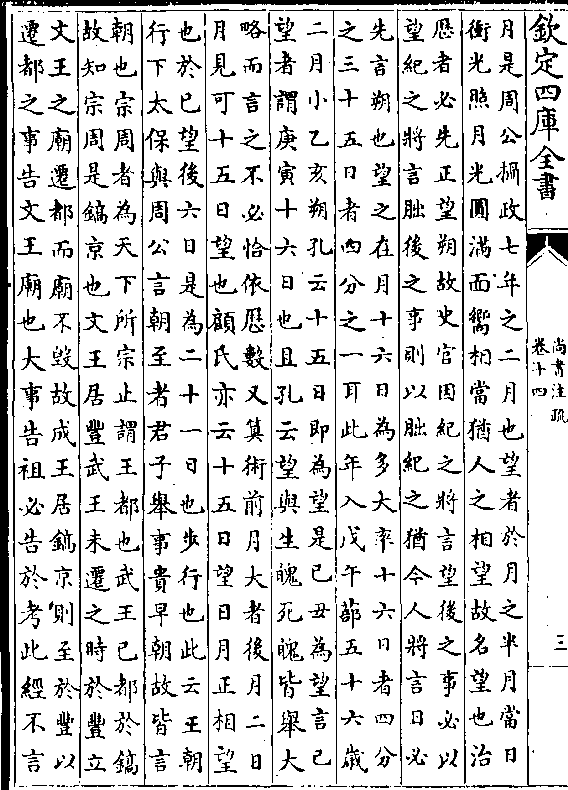 欽定四庫全書
尚書注疏
卷十四
三
月是周公攝政七年之二月也望者於月之半月當日
衝光照月光圓滿面嚮相當猶人之相望故名望也治
厯者必先正望朔故史官因紀之將言望後之事必以
望紀之將言朏後之事則以朏紀之猶今人將言日必
先言朔也望之在月十六日為多大率十六日者四分
之三十五日者四分之一耳此年入戊午蔀五十六歲
二月小乙亥朔孔云十五日即為望是己丑為望言已
望者謂庚寅十六日也且孔云望與生魄死魄皆舉大
略而言之不必恰依厯數又算術前月大者後月二日
月見可十五日望也顧氏亦云十五日望日月正相望
也於已望後六日是為二十一日也步行也此云王朝
行下太保與周公言朝至者君子舉事貴早朝故皆言
朝也宗周者為天下所宗止謂王都也武王已都於鎬
故知宗周是鎬京也文王居豐武王未遷之時於豐立
文王之廟遷都而廟不毀故成王居鎬京則至於豐以
遷都之事告文王廟也大事告祖必告於考此經不言